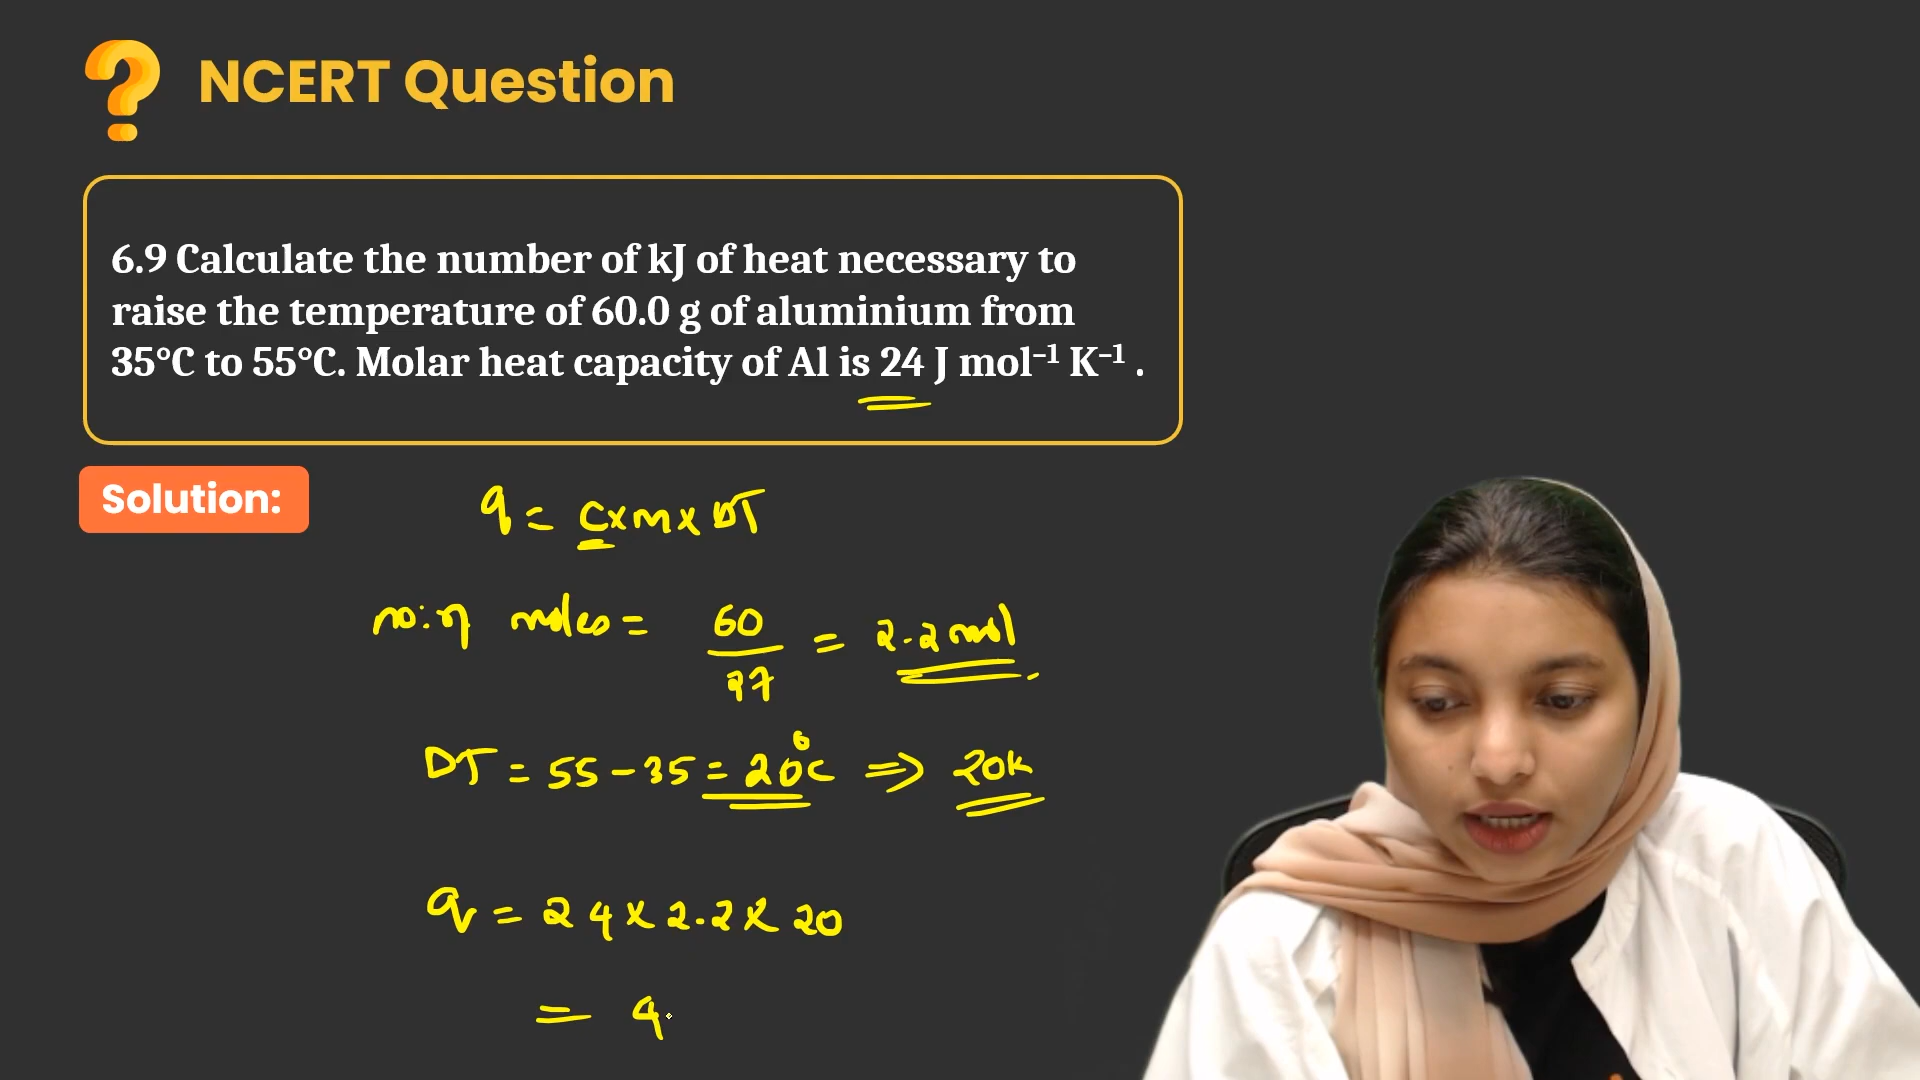 NCERT Question
6.9 Calculate the number of kJ of heat necessary to
raise the temperature of 60.0 g of aluminium from
35°C to 55°C. Molar heat capacity of Al is 24 J mol⁻¹ K⁻¹ .
Solution:
q = c x m x DT
no: of moles = 60/27 = 2.2 mol
DT = 55 - 35 = 20°C ⇒ 20K
q = 24 x 2.2 x 20
= 9.